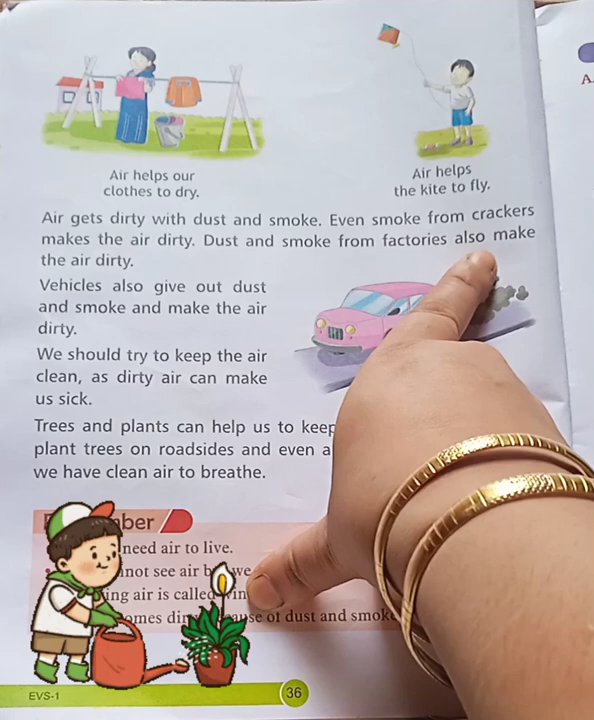 Air helps our
clothes to dry.
Air helps
the kite to fly.
Air gets dirty with dust and smoke. Even smoke from crackers
makes the air dirty. Dust and smoke from factories also make
the air dirty.
Vehicles also give out dust
and smoke and make the air
dirty.
We should try to keep the air
clean, as dirty air can make
us sick.
Trees and plants can help us to keep
plant trees on roadsides and even a
we have clean air to breathe.
need air to live.
not see air we
air is called
of dust and smoke
EVS-1
36
A.